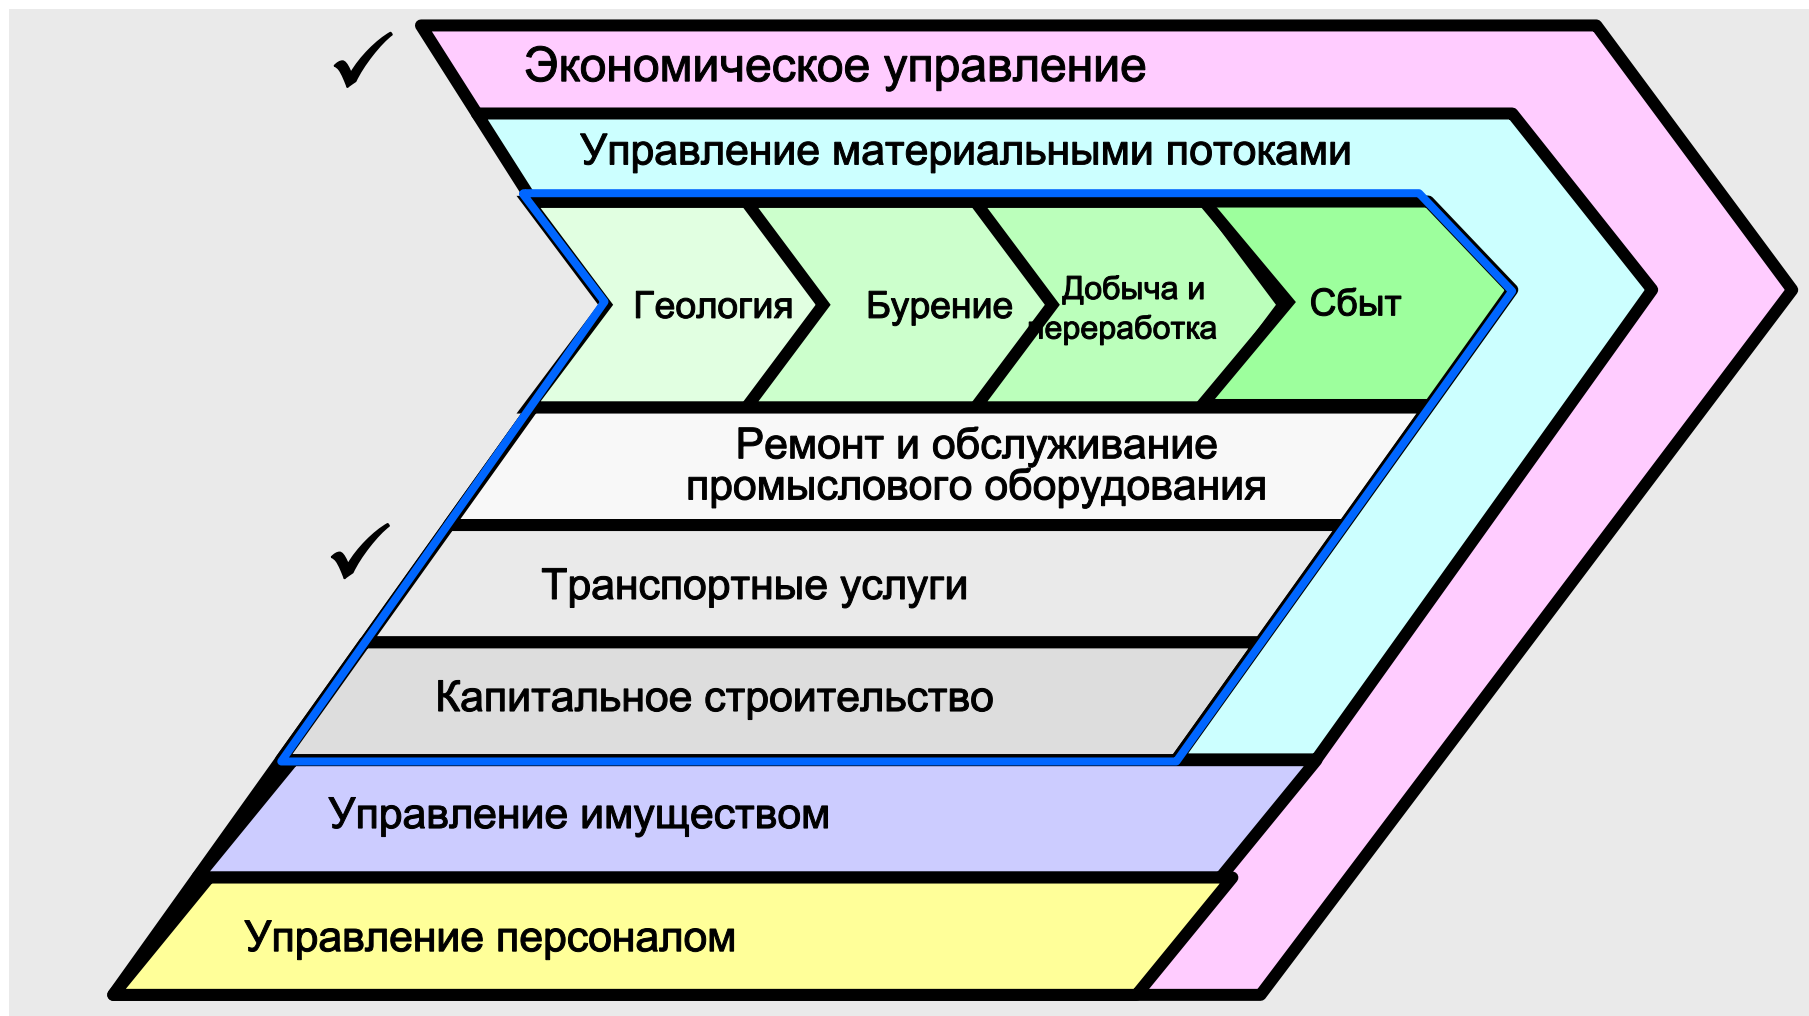 Экономическое управление
Управление материальными потоками
Геология
Бурение
Добыча и
переработка
Сбыт
Ремонт и обслуживание
промыслового оборудования
Транспортные услуги
Капитальное строительство
Управление имуществом
Управление персоналом